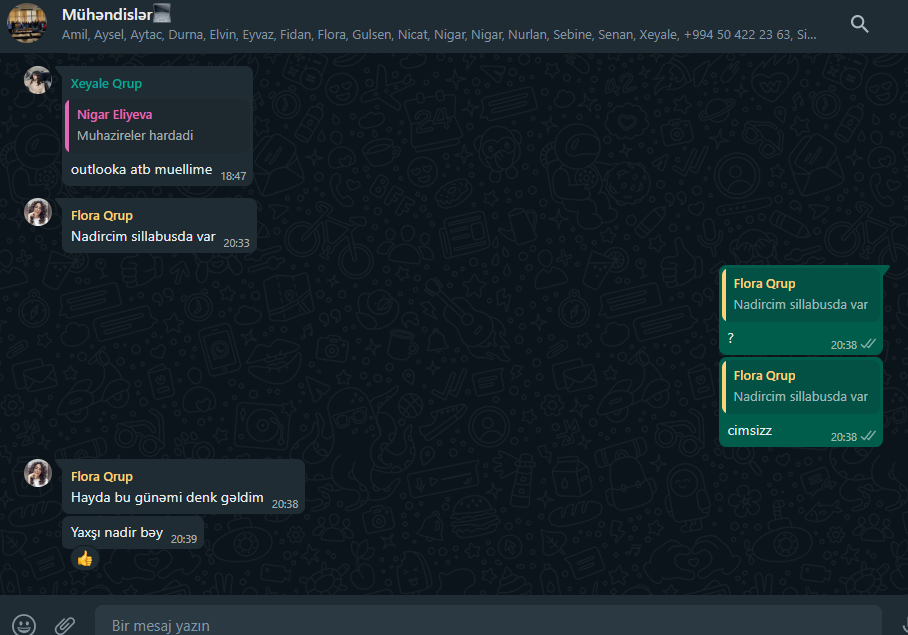 Mühəndislər
Amil, Aysel, Aytac, Durna, Elvin, Eyvaz, Fidan, Flora, Gulsen, Nicat, Nigar, Nigar, Nurlan, Sebine, Senan, Xeyale, +994 50 422 23 63, Si...
Xeyale Qrup
Nigar Eliyeva
Muhazireler hardadi
outlooka atb muellime 18:47
Flora Qrup
Nadircim sillabusda var 20:33
Flora Qrup
Nadircim sillabusda var
?
20:38
Flora Qrup
Nadircim sillabusda var
cimsizz
20:38
Flora Qrup
Hayda bu günəmi denk gəldim 20:38
Yaxşı nadir bəy 20:39
Bir mesaj yazın